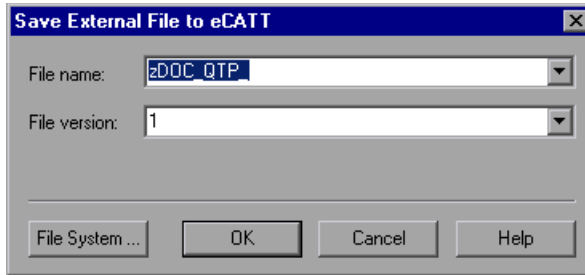 Save External File to eCATT
File name: zDOC_QTP_
File version: 1
File System ... OK Cancel Help